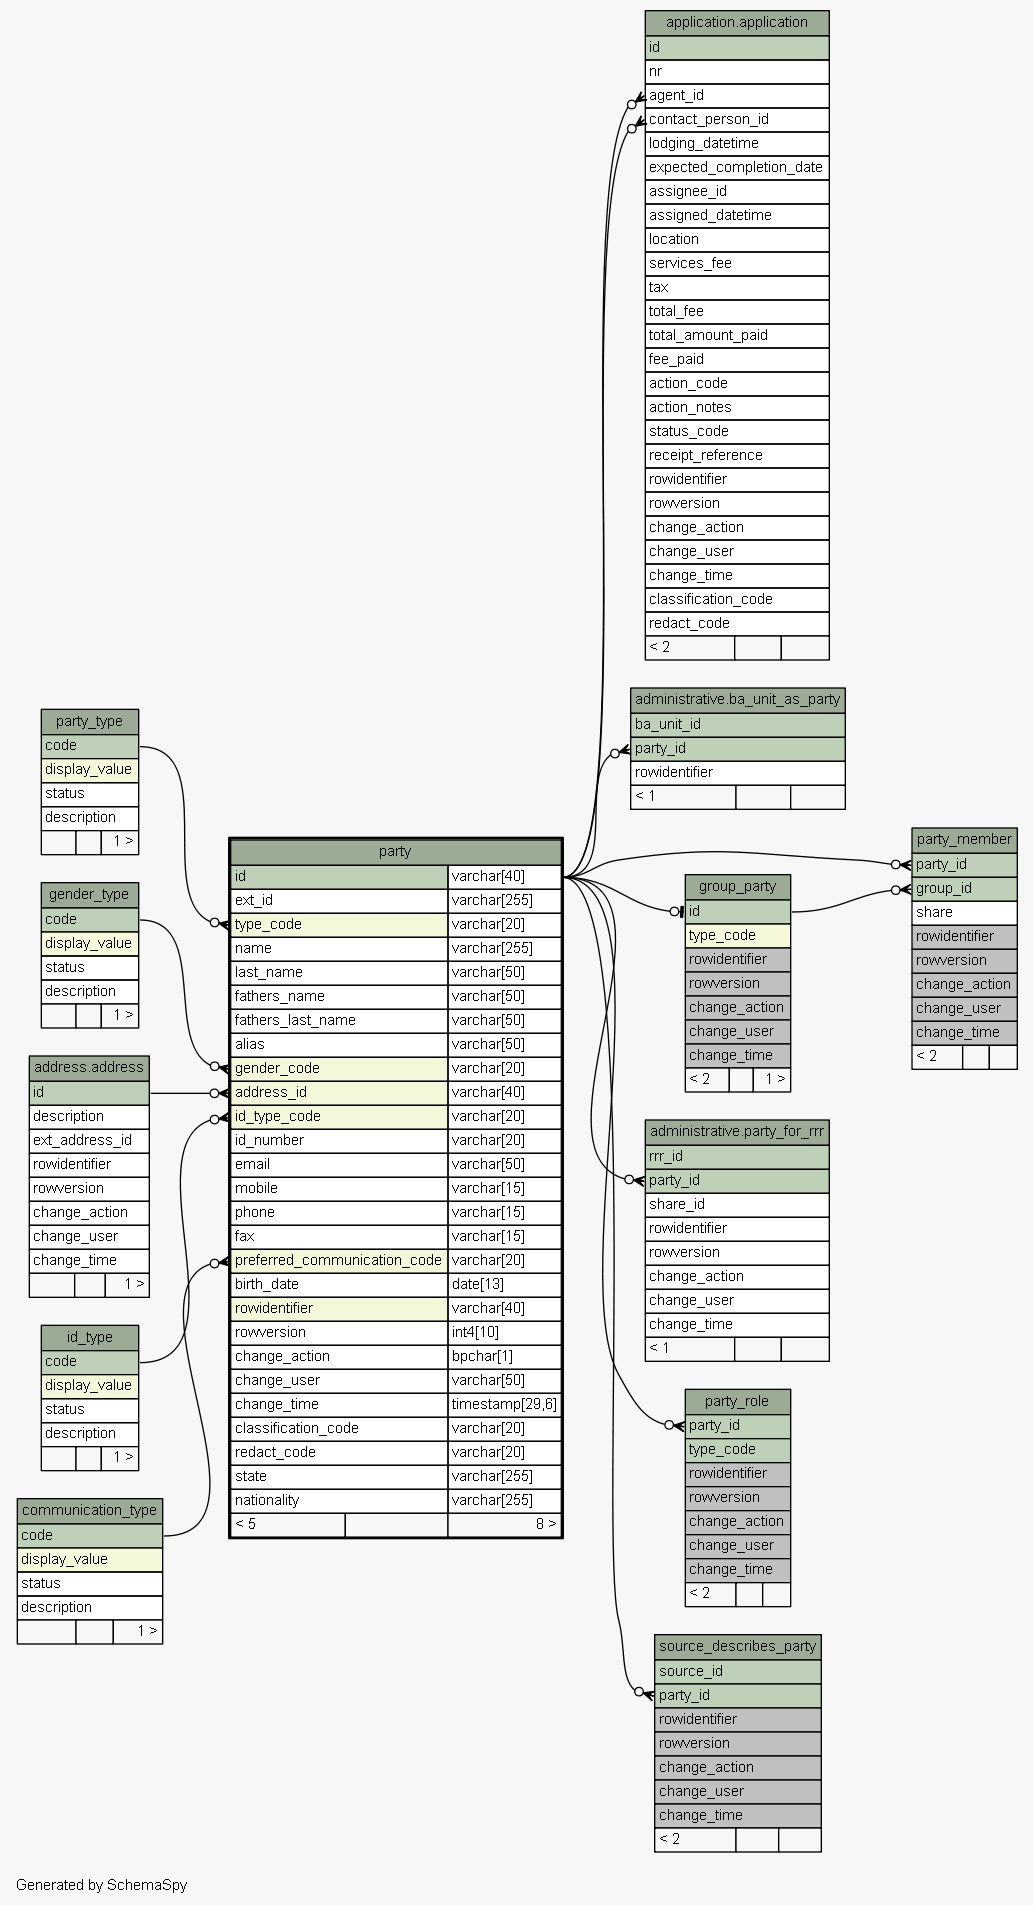 application.application
id
nr
agent_id
contact_person_id
lodging_datetime
expected_completion_date
assignee_id
assigned_datetime
location
services_fee
tax
total_fee
total_amount_paid
fee_paid
action_code
action_notes
status_code
receipt_reference
rowidentifier
rowversion
change_action
change_user
change_time
classification_code
redact_code
< 2
administrative.ba_unit_as_party
ba_unit_id
party_id
rowidentifier
< 1
party_type
code
display_value
status
description
1 >
gender_type
code
display_value
status
description
1 >
address.address
id
description
ext_address_id
rowidentifier
rowversion
change_action
change_user
change_time
1 >
id_type
code
display_value
status
description
1 >
communication_type
code
display_value
status
description
1 >
party
id varchar[40]
ext_id varchar[255]
type_code varchar[20]
name varchar[255]
last_name varchar[50]
fathers_name varchar[50]
fathers_last_name varchar[50]
alias varchar[50]
gender_code varchar[20]
address_id varchar[40]
id_type_code varchar[20]
id_number varchar[20]
email varchar[50]
mobile varchar[15]
phone varchar[15]
fax varchar[15]
preferred_communication_code varchar[20]
birth_date date[13]
rowidentifier varchar[40]
rowversion int4[10]
change_action bpchar[1]
change_user varchar[50]
change_time timestamp[29,6]
classification_code varchar[20]
redact_code varchar[20]
state varchar[255]
nationality varchar[255]
< 5 8 >
group_party
id
type_code
rowidentifier
rowversion
change_action
change_user
change_time
< 2 1 >
party_member
party_id
group_id
share
rowidentifier
rowversion
change_action
change_user
change_time
< 2
administrative.party_for_rrr
rrr_id
party_id
share_id
rowidentifier
rowversion
change_action
change_user
change_time
< 1
party_role
party_id
type_code
rowidentifier
rowversion
change_action
change_user
change_time
< 2
source_describes_party
source_id
party_id
rowidentifier
rowversion
change_action
change_user
change_time
< 2
Generated by SchemaSpy